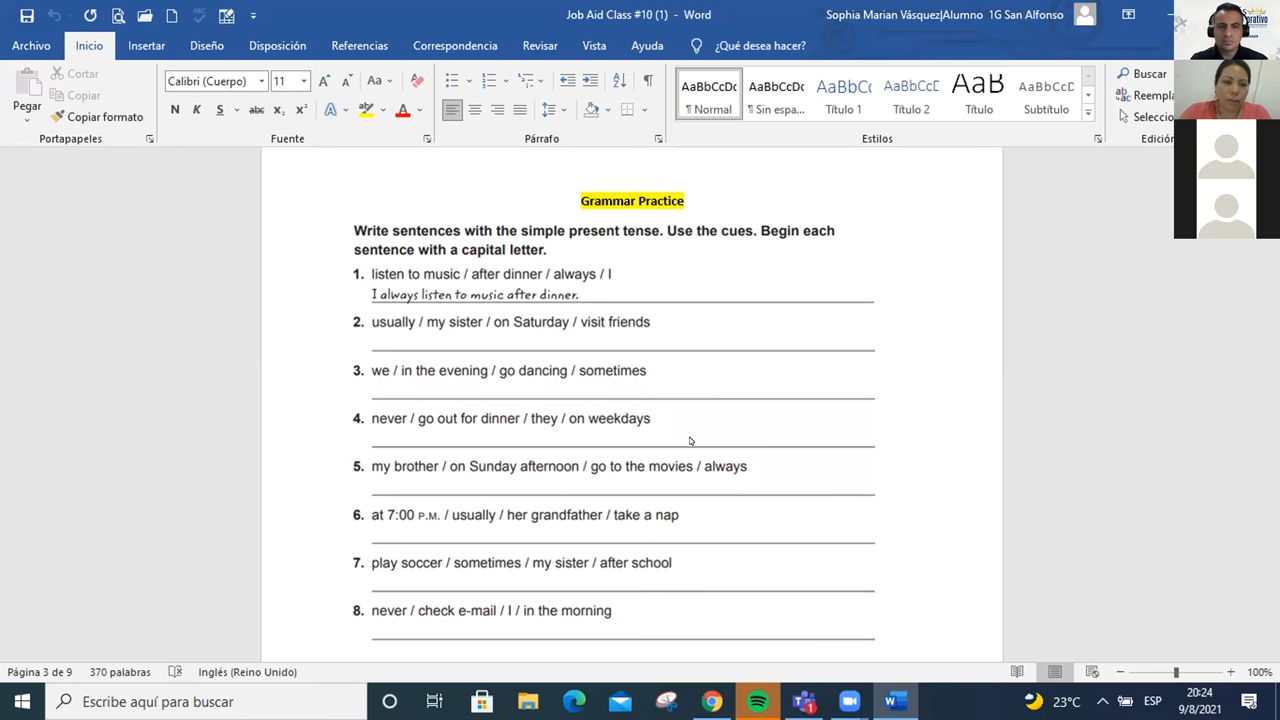 Job Aid Class #10 (1) - Word
Sophia Marian Vásquez|Alumno 1G San Alfonso
Archivo Inicio Insertar Diseño Disposición Referencias Correspondencia Revisar Vista Ayuda ¿Qué desea hacer?
Pegar
Cortar
Copiar
Copiar formato
Portapapeles
Calibri (Cuerpo) 11
N K S abc x₂ x²
Fuente
Párrafo
AaBbCcDc AaBbCcDc AaBbCc AaBbCcD AaB AaBbCcD
¶ Normal ¶ Sin espa... Título 1 Título 2 Título Subtítulo
Estilos
Buscar
Reempla
Seleccio
Edición
Grammar Practice
Write sentences with the simple present tense. Use the cues. Begin each
sentence with a capital letter.
1. listen to music / after dinner / always / I
I always listen to music after dinner.
2. usually / my sister / on Saturday / visit friends
3. we / in the evening / go dancing / sometimes
4. never / go out for dinner / they / on weekdays
5. my brother / on Sunday afternoon / go to the movies / always
6. at 7:00 P.M. / usually / her grandfather / take a nap
7. play soccer / sometimes / my sister / after school
8. never / check e-mail / I / in the morning
Página 3 de 9 370 palabras Inglés (Reino Unido) 100%
Escribe aquí para buscar
23°C ESP
20:24
9/8/2021